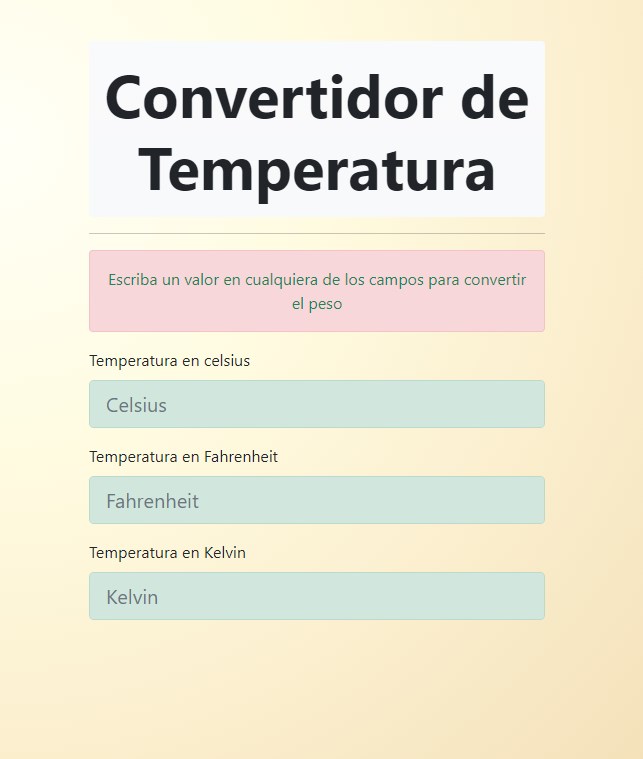 Convertidor de
Temperatura
Escriba un valor en cualquiera de los campos para convertir
el peso
Temperatura en celsius
Celsius
Temperatura en Fahrenheit
Fahrenheit
Temperatura en Kelvin
Kelvin